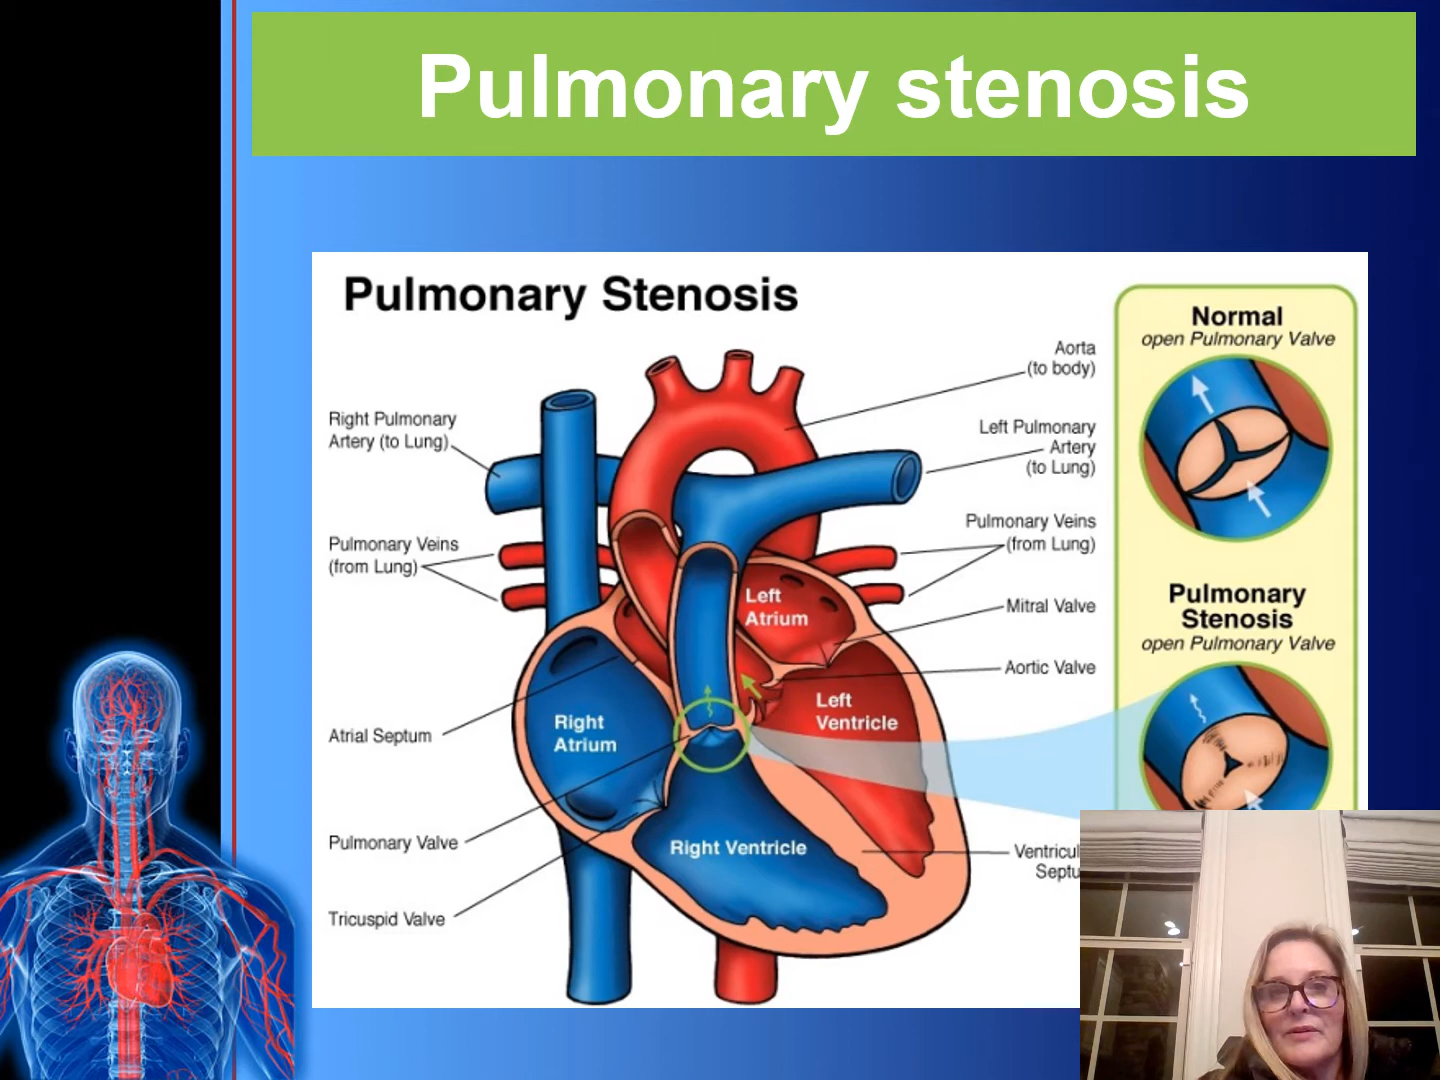 Pulmonary stenosis
Pulmonary Stenosis
Right Pulmonary
Artery (to Lung)
Pulmonary Veins
(from Lung)
Atrial Septum
Pulmonary Valve
Tricuspid Valve
Right
Atrium
Right Ventricle
Left
Atrium
Left
Ventricle
Aorta
(to body)
Left Pulmonary
Artery
(to Lung)
Pulmonary Veins
(from Lung)
Mitral Valve
Aortic Valve
Normal
open Pulmonary Valve
Pulmonary
Stenosis
open Pulmonary Valve